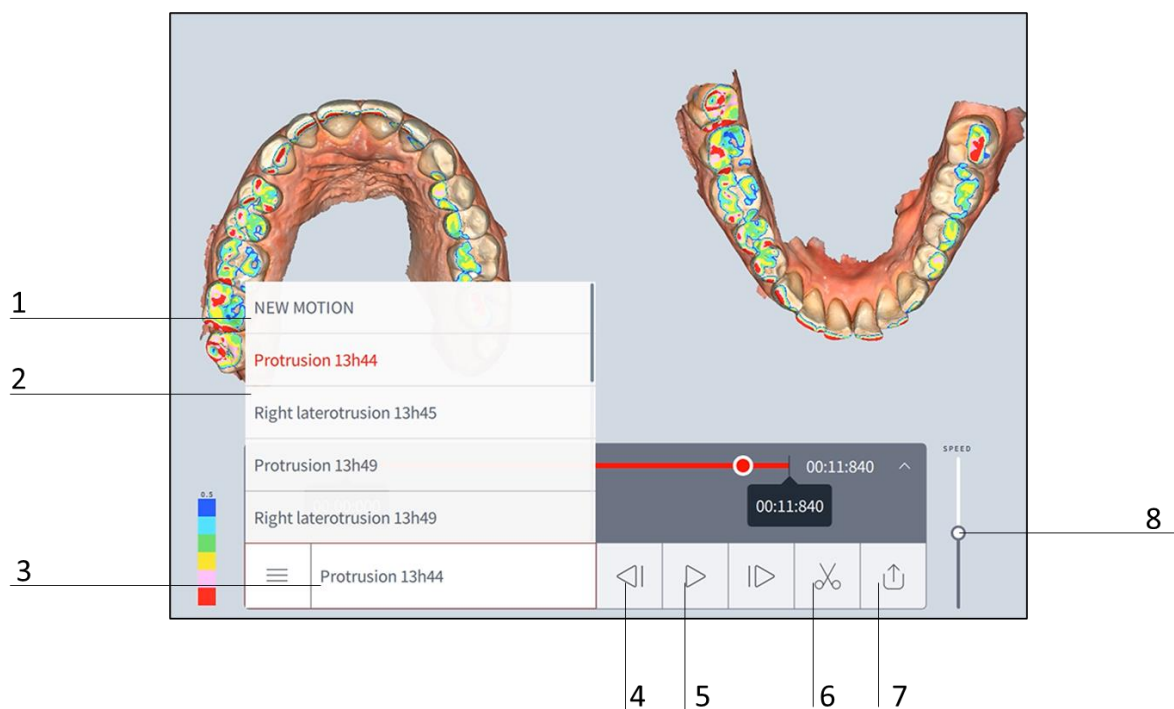 1
NEW MOTION
Protrusion 13h44
2
Right laterotrusion 13h45
Protrusion 13h49
00:11:840
SPEED
0.5
00:11:840
Right laterotrusion 13h49
8
3
Protrusion 13h44
4
5
6
7